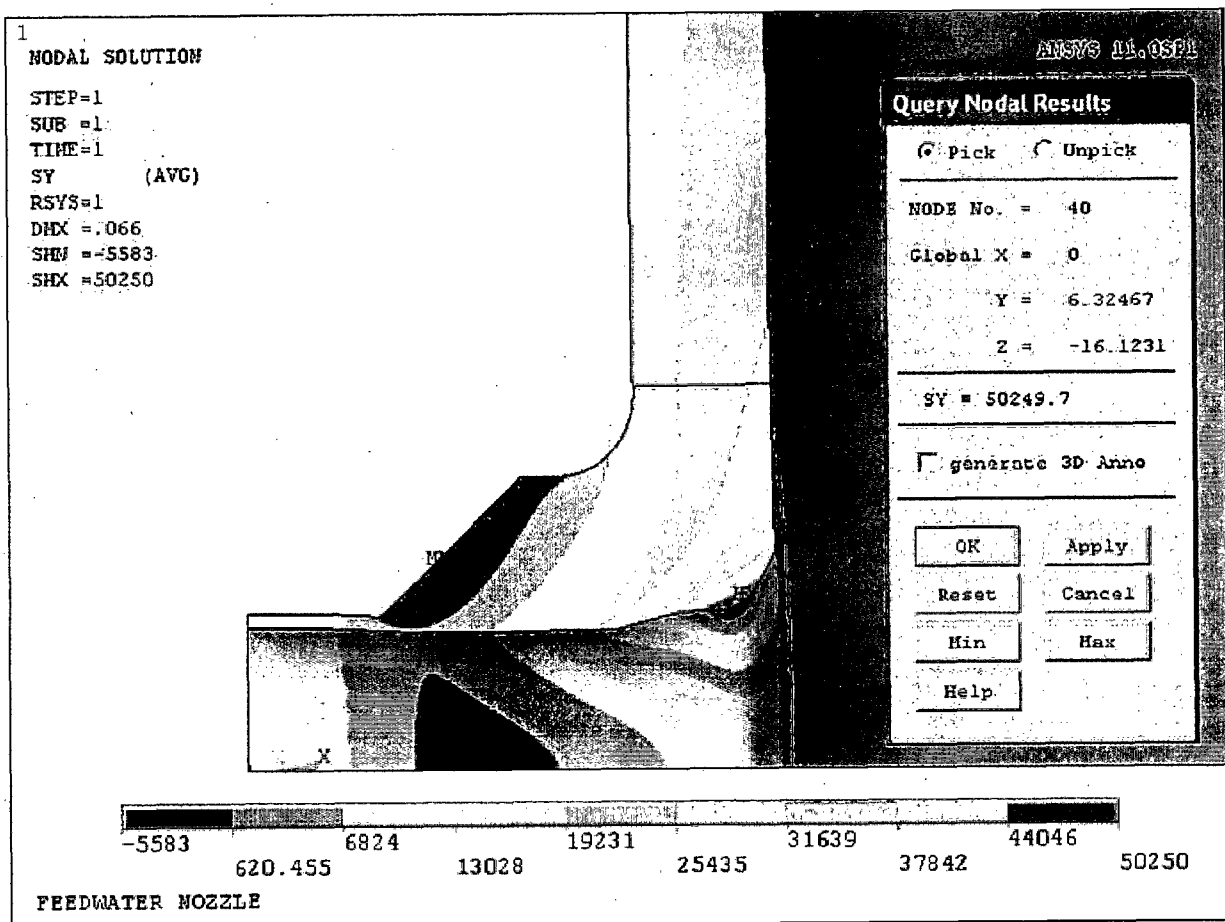 1
NODAL SOLUTION
STEP=1
SUB =1
TIME=1
SY (AVG)
RSYS=1
DMX =.066
SMN =-5583
SMX =50250
ANSYS 11.0SP1
Query Nodal Results
Pick Unpick
NODE No. = 40
Global X = 0
Y = 6.32467
Z = -16.1231
SY = 50249.7
generate 3D Anno
OK Apply
Reset Cancel
Min Max
Help
X
-5583 6824 19231 31639 44046
620.455 13028 25435 37842 50250
FEEDWATER NOZZLE